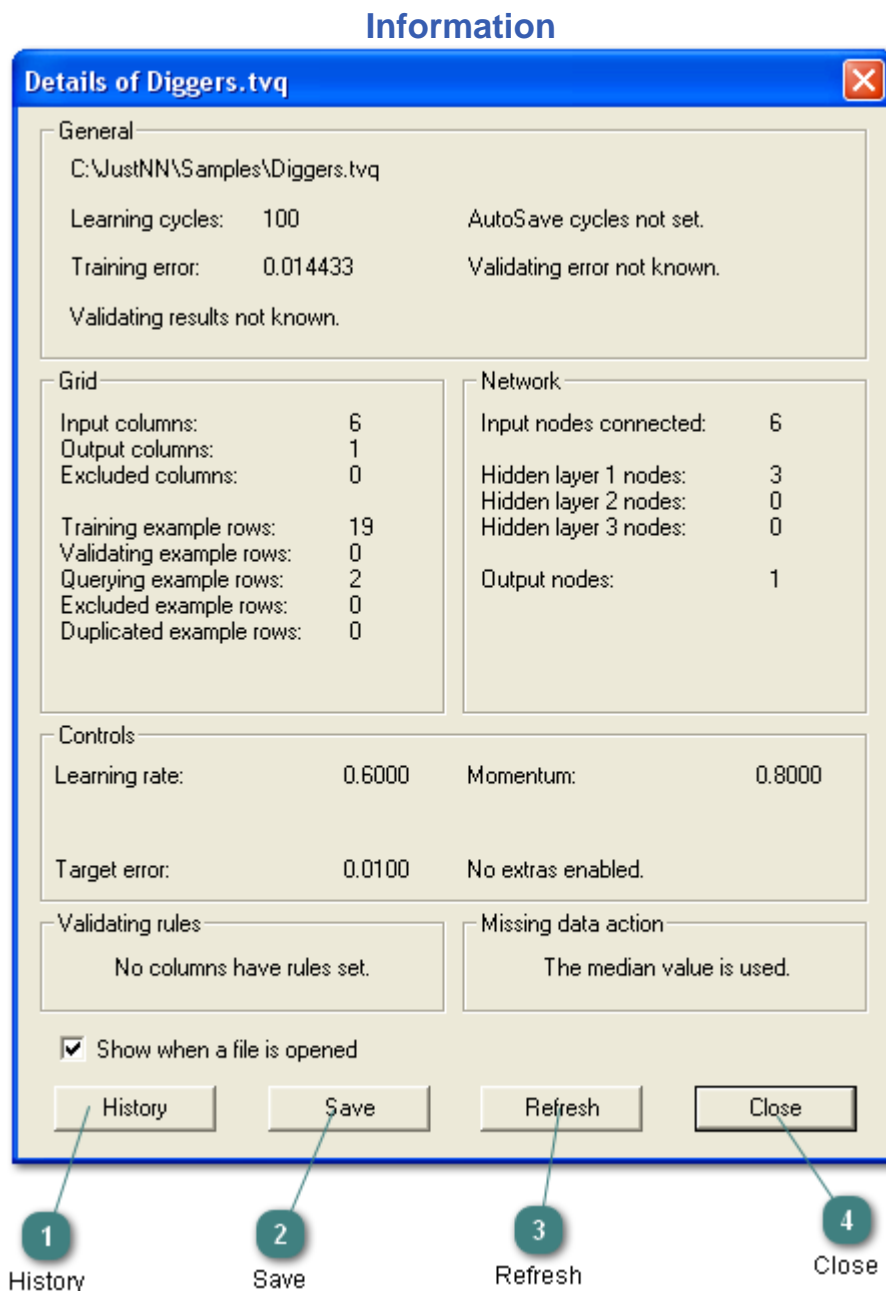 Information
Details of Diggers.tvq
General
C:\JustNN\Samples\Diggers.tvq
Learning cycles: 100 AutoSave cycles not set.
Training error: 0.014433 Validating error not known.
Validating results not known.
Grid
Input columns: 6
Output columns: 1
Excluded columns: 0
Training example rows: 19
Validating example rows: 0
Querying example rows: 2
Excluded example rows: 0
Duplicated example rows: 0
Network
Input nodes connected: 6
Hidden layer 1 nodes: 3
Hidden layer 2 nodes: 0
Hidden layer 3 nodes: 0
Output nodes: 1
Controls
Learning rate: 0.6000 Momentum: 0.8000
Target error: 0.0100 No extras enabled.
Validating rules
No columns have rules set.
Missing data action
The median value is used.
Show when a file is opened
History Save Refresh Close
1 2 3 4
History Save Refresh Close